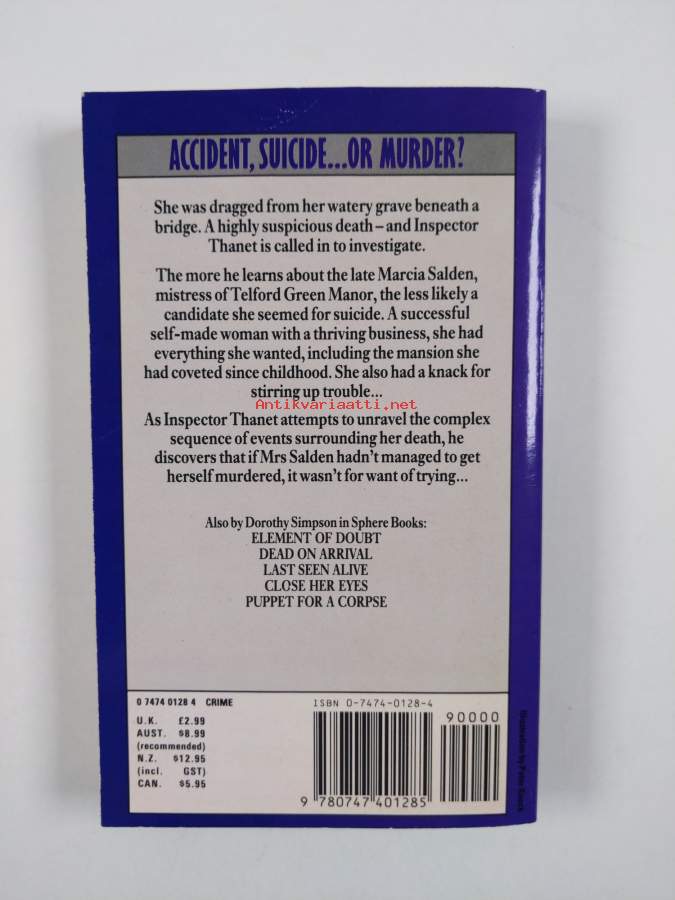 ACCIDENT, SUICIDE...OR MURDER?
She was dragged from her watery grave beneath a
bridge. A highly suspicious death – and Inspector
Thanet is called in to investigate.
The more he learns about the late Marcia Salden,
mistress of Telford Green Manor, the less likely a
candidate she seemed for suicide. A successful
self-made woman with a thriving business, she had
everything she wanted, including the mansion she
had coveted since childhood. She also had a knack for
stirring up trouble...
Antikvariaatti.net
As Inspector Thanet attempts to unravel the complex
sequence of events surrounding her death, he
discovers that if Mrs Salden hadn't managed to get
herself murdered, it wasn't for want of trying...
Also by Dorothy Simpson in Sphere Books:
ELEMENT OF DOUBT
DEAD ON ARRIVAL
LAST SEEN ALIVE
CLOSE HER EYES
PUPPET FOR A CORPSE
0 7474 0128 4 CRIME
U.K. £2.99
AUST. $8.99
(recommended)
N.Z. $12.95
(incl. GST)
CAN. $5.95
ISBN 0-7474-0128-4
90000
9 780747 401285
Illustration by Peter